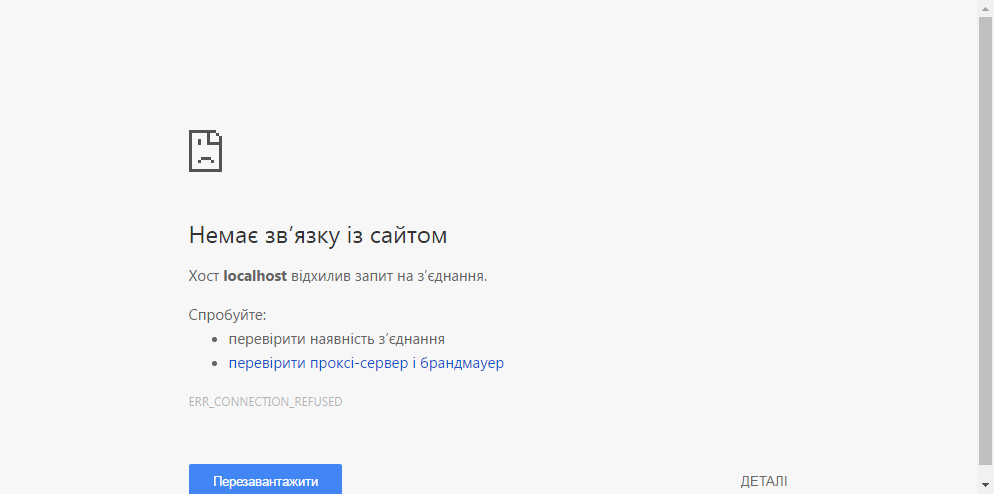 Немає зв’язку із сайтом
Хост localhost відхилив запит на з’єднання.
Спробуйте:
• перевірити наявність з’єднання
• перевірити проксі-сервер і брандмауер
ERR_CONNECTION_REFUSED
Перезавантажити
ДЕТАЛІ